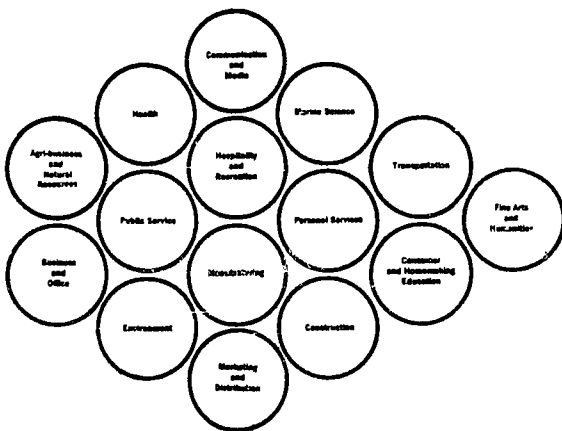 Communication
and
Media
Health
Marine Science
Agri-business
and
Natural
Resources
Hospitality
and
Recreation
Transportation
Public Service
Personal Services
Fine Arts
and
Humanities
Business
and
Office
Manufacturing
Consumer
and Homemaking
Education
Environment
Construction
Marketing
and
Distribution